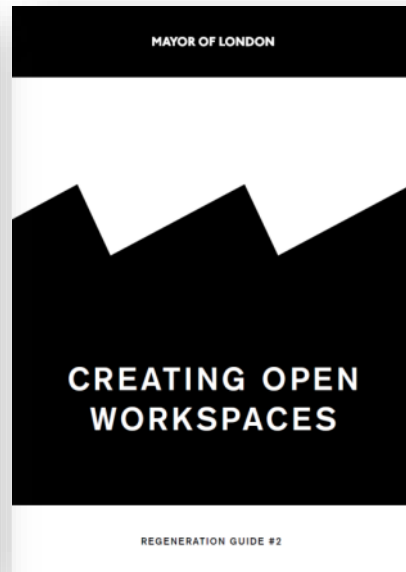 MAYOR OF LONDON
CREATING OPEN
WORKSPACES
REGENERATION GUIDE #2